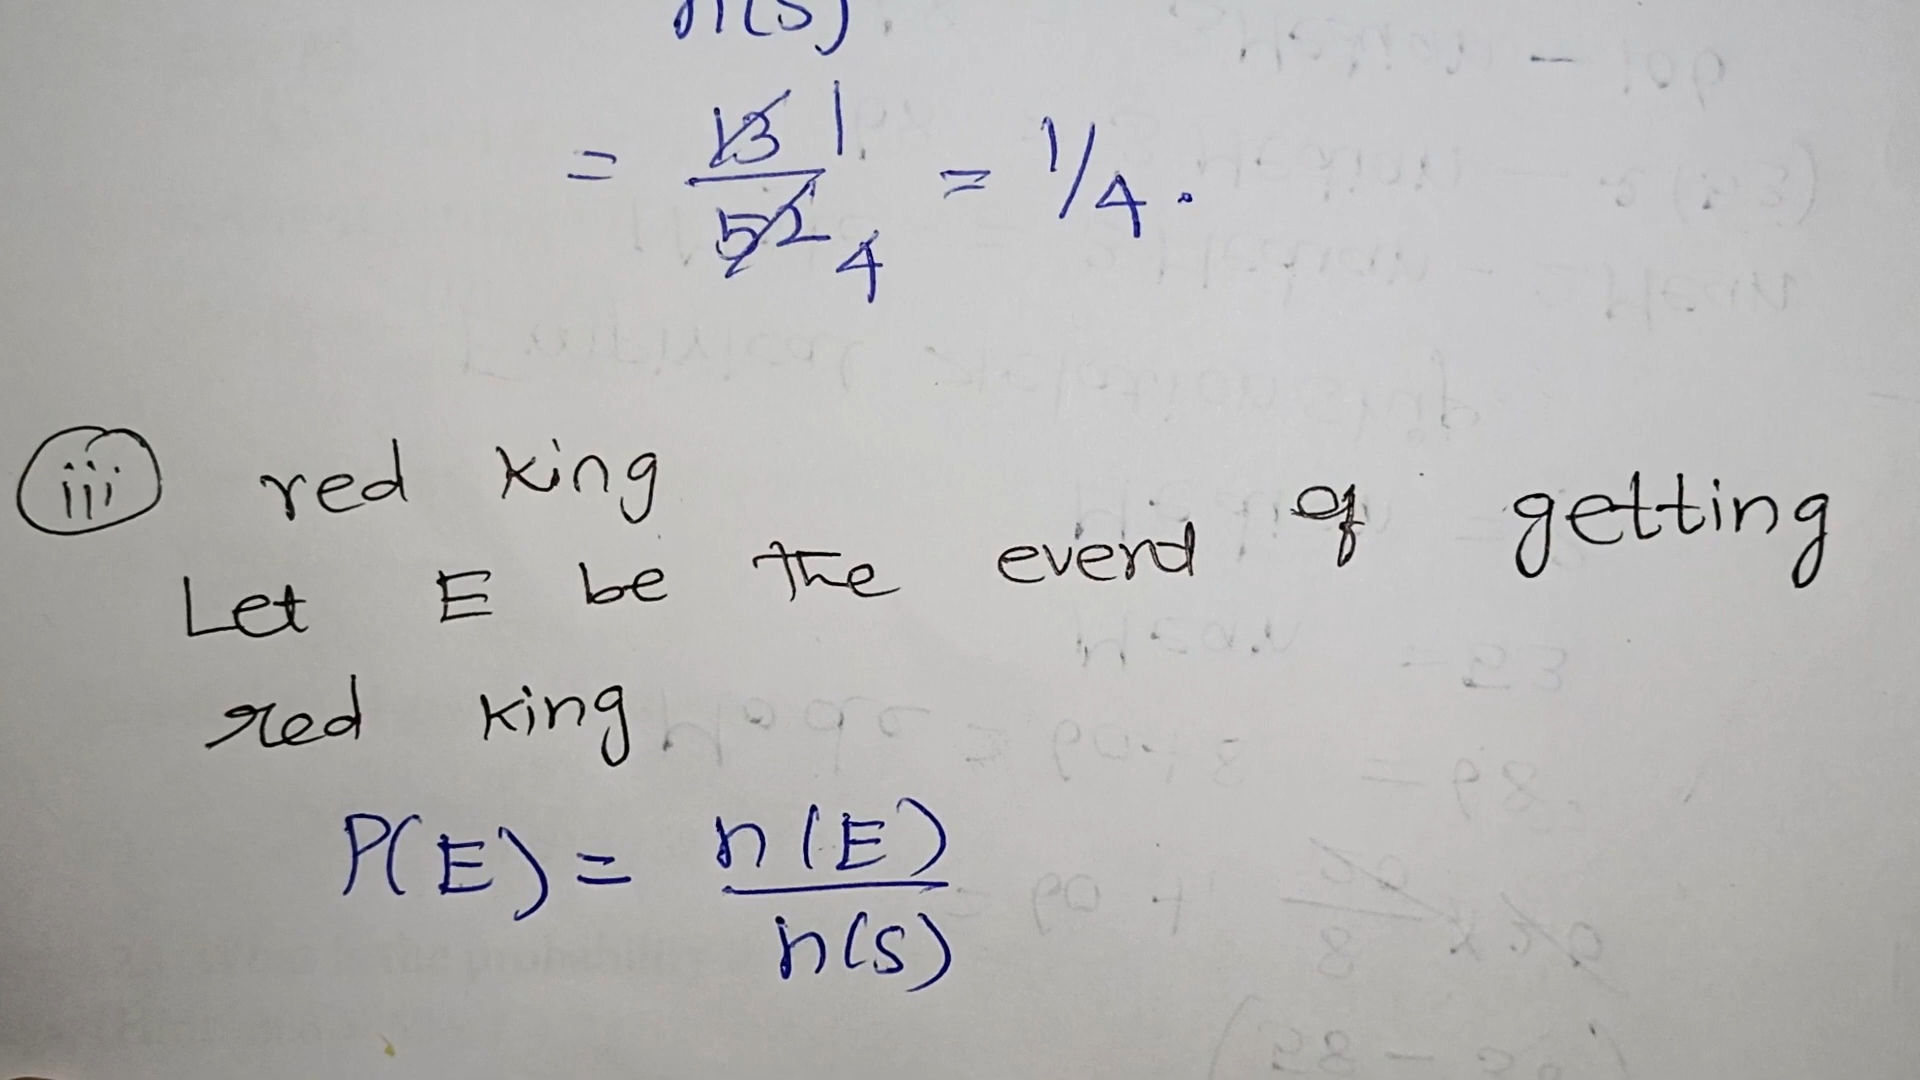 n(S)
= 13 1 / 52 4 = 1/4.
iii red king
Let E be the event of getting
red king
P(E) = n(E) / n(S)